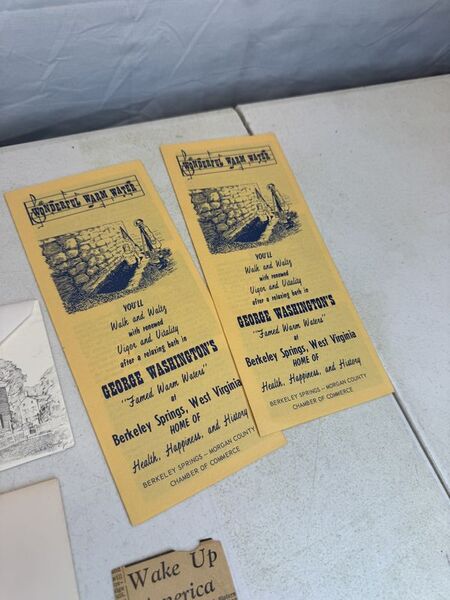 WONDERFUL WARM WATER
YOU'LL
Walk and Waltz
with renewed
Vigor and Vitality
after a relaxing bath in
GEORGE WASHINGTON'S
"Famed Warm Waters"
at
Berkeley Springs, West Virginia
HOME OF
Health, Happiness, and History
BERKELEY SPRINGS — MORGAN COUNTY
CHAMBER OF COMMERCE
WONDERFUL WARM WATER
YOU'LL
Walk and Waltz
with renewed
Vigor and Vitality
after a relaxing bath in
GEORGE WASHINGTON'S
"Famed Warm Waters"
at
Berkeley Springs, West Virginia
HOME OF
Health, Happiness, and History
BERKELEY SPRINGS — MORGAN COUNTY
CHAMBER OF COMMERCE
Wake Up
America